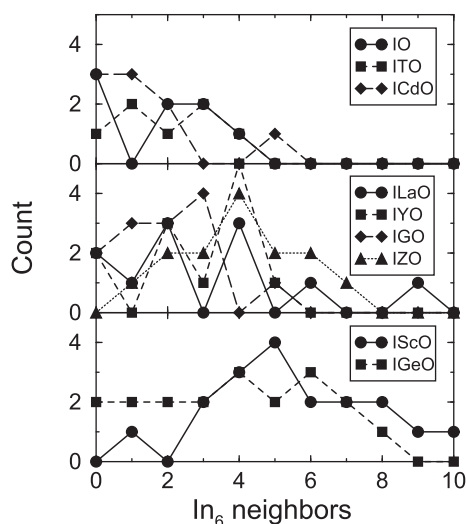 4
2
0
IO
ITO
ICdO
4
2
0
ILaO
IYO
IGO
IZO
Count
4
2
0
IScO
IGeO
0 2 4 6 8 10
In₆ neighbors